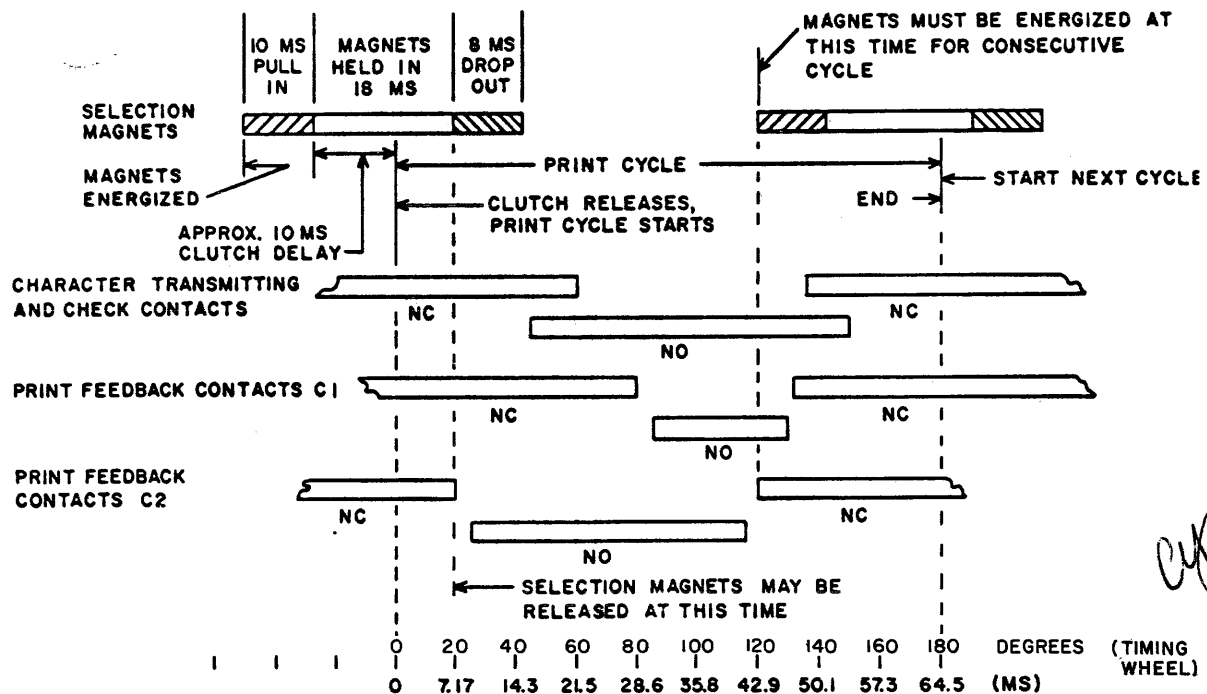 10 MS
PULL
IN
MAGNETS
HELD IN
18 MS
8 MS
DROP
OUT
MAGNETS MUST BE ENERGIZED AT
THIS TIME FOR CONSECUTIVE
CYCLE
SELECTION
MAGNETS
MAGNETS
ENERGIZED
PRINT CYCLE
START NEXT CYCLE
END
CLUTCH RELEASES,
PRINT CYCLE STARTS
APPROX. 10 MS
CLUTCH DELAY
CHARACTER TRANSMITTING
AND CHECK CONTACTS
NC
NC
NO
PRINT FEEDBACK CONTACTS C1
NC
NC
NO
PRINT FEEDBACK
CONTACTS C2
NC
NC
NO
SELECTION MAGNETS MAY BE
RELEASED AT THIS TIME
0 20 40 60 80 100 120 140 160 180 DEGREES (TIMING
WHEEL)
0 7.17 14.3 21.5 28.6 35.8 42.9 50.1 57.3 64.5 (MS)